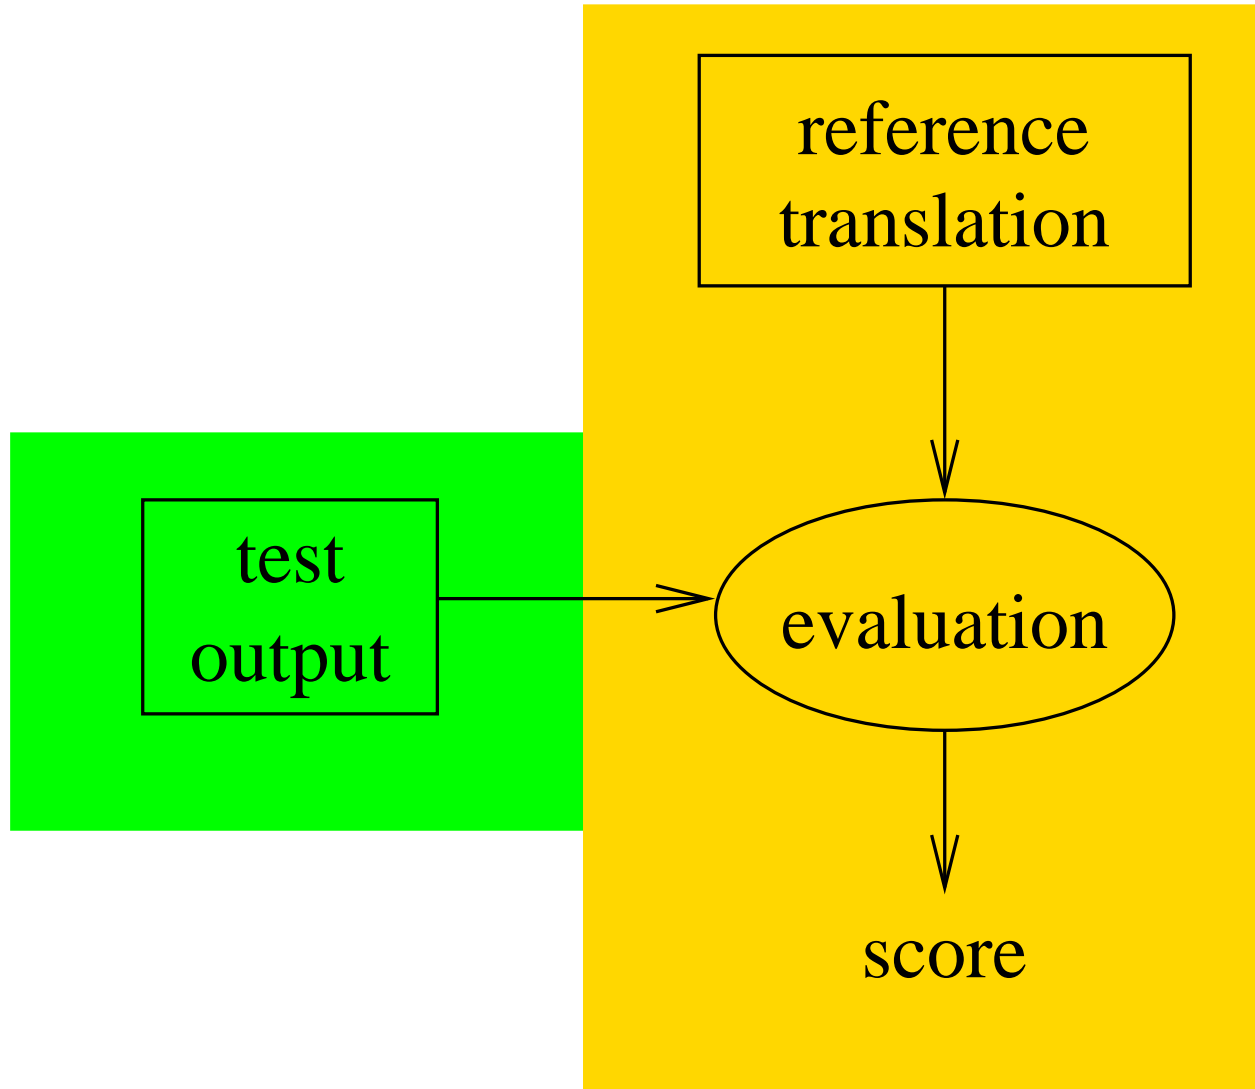 reference
translation
test
output
evaluation
score